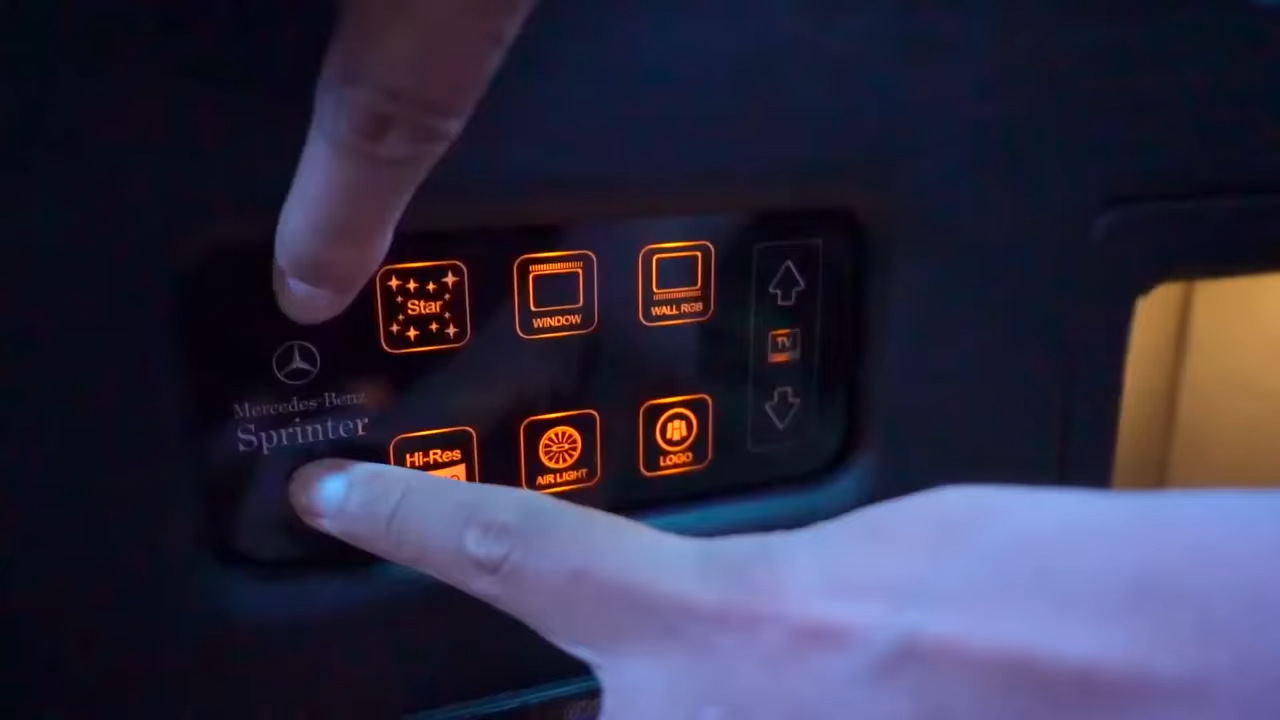 Star
WINDOW
WALL RGB
TV
Mercedes-Benz
Sprinter
Hi-Res
AIR LIGHT
LOGO